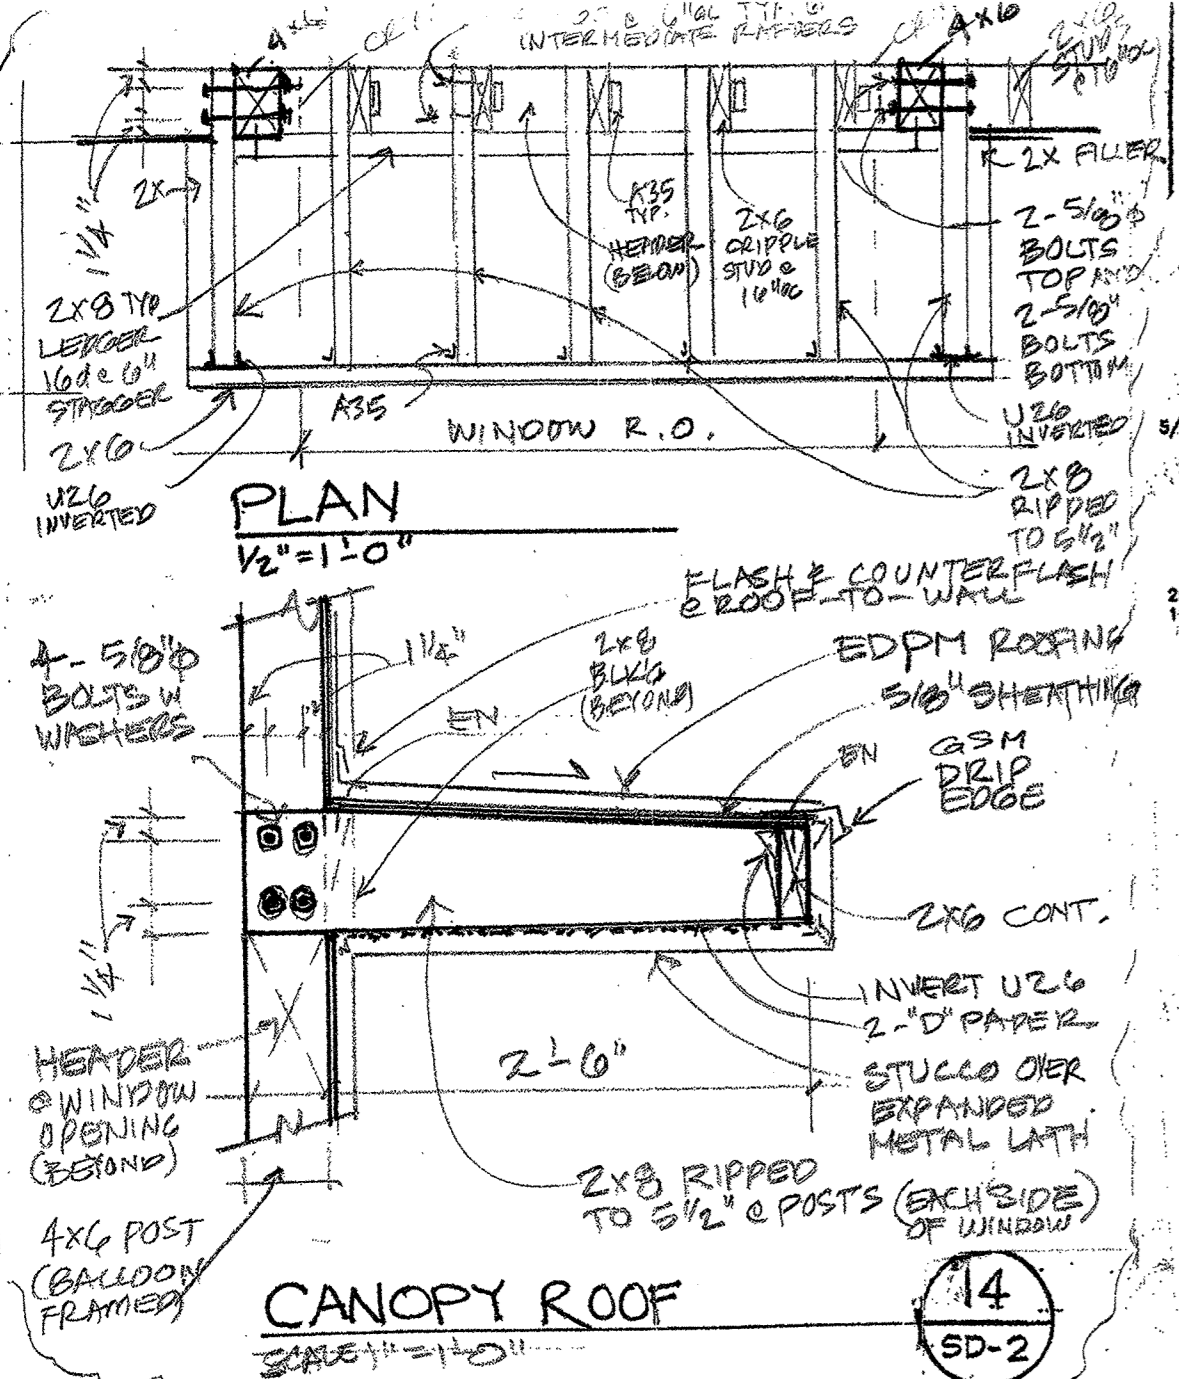 4x6
4x6
INTERMEDIATE RAFTERS
2X6
STUDS
2X FILLER
2X
1 1/4"
A35
TYP.
HEADER
(BELOW)
2X6
CRIPPLE
STUD @
16"OC
2-5/8"Φ
BOLTS
TOP AND
2-5/8"
BOLTS
BOTTOM
2X8 TYP
LEDGER
16d @ 6"
STAGGER
2X6
U26
INVERTED
A35
WINDOW R.O.
U26
INVERTED
2X8
RIPPED
TO 5 1/2"
PLAN
1/2"=1'-0"
FLASH & COUNTERFLASH
@ ROOF-TO-WALL
4-5/8"Φ
BOLTS W
WASHERS
1 1/4"
2X8
BLK'G
(BEYOND)
EN
EDPM ROOFING
5/8" SHEATHING
EN
GSM
DRIP
EDGE
1 1/4"
2X6 CONT.
INVERT U26
2-"D" PAPER
HEADER
@ WINDOW
OPENING
(BEYOND)
2'-6"
STUCCO OVER
EXPANDED
METAL LATH
2X8 RIPPED
TO 5 1/2" @ POSTS (EACH SIDE)
OF WINDOW
4X6 POST
(BALLOON
FRAMED)
CANOPY ROOF
SCALE 1"=1'-0"
14
SD-2